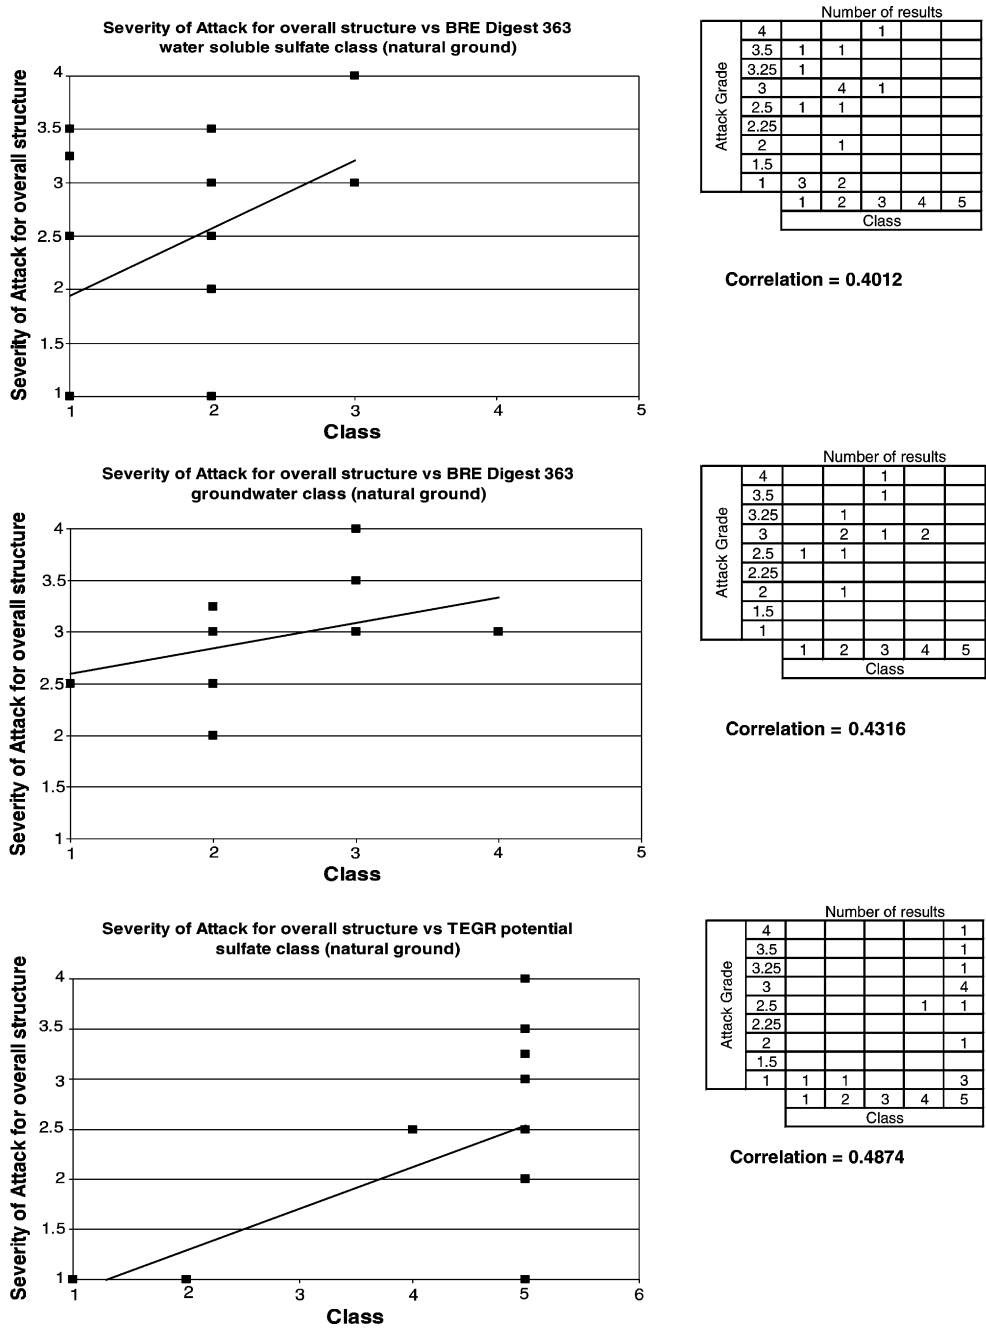 Severity of Attack for overall structure vs BRE Digest 363
water soluble sulfate class (natural ground)
Severity of Attack for overall structure
4
3.5
3
2.5
2
1.5
1
1 2 3 4 5
Class
Number of results
Attack Grade
4 1
3.5 1 1
3.25 1
3 4 1
2.5 1 1
2.25
2 1
1.5
1 3 2
1 2 3 4 5
Class
Correlation = 0.4012
Severity of Attack for overall structure vs BRE Digest 363
groundwater class (natural ground)
Severity of Attack for overall structure
4
3.5
3
2.5
2
1.5
1
1 2 3 4 5
Class
Number of results
Attack Grade
4 1
3.5 1
3.25 1
3 2 1 2
2.5 1 1
2.25
2 1
1.5
1
1 2 3 4 5
Class
Correlation = 0.4316
Severity of Attack for overall structure vs TEGR potential
sulfate class (natural ground)
Severity of Attack for overall structure
4
3.5
3
2.5
2
1.5
1
1 2 3 4 5 6
Class
Number of results
Attack Grade
4 1
3.5 1
3.25 1
3 4
2.5 1 1
2.25
2 1
1.5
1 1 1 3
1 2 3 4 5
Class
Correlation = 0.4874